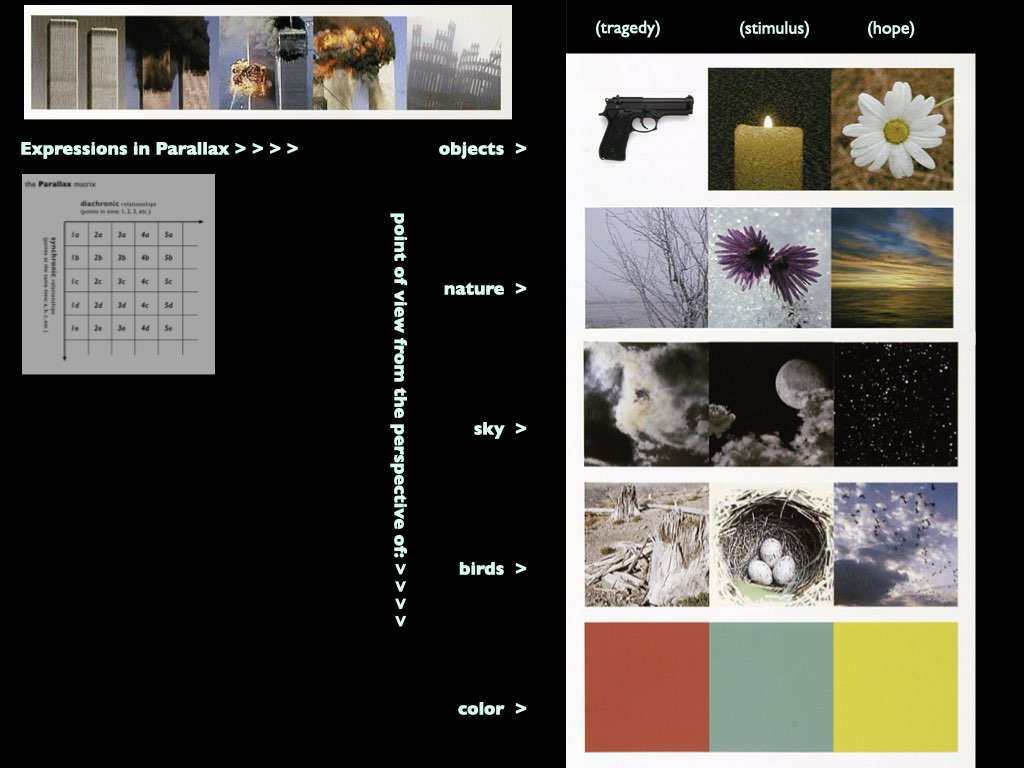 (tragedy) (stimulus) (hope)
Expressions in Parallax > > > >
objects >
the Parallax matrix
diachronic relationships
(points in time: 1, 2, 3, etc.)
synchronic relationships
(points at the same time; a, b, c, etc.)
1a 2a 3a 4a 5a
1b 2b 3b 4b 5b
1c 2c 3c 4c 5c
1d 2d 3d 4c 5d
1e 2e 3e 4d 5e
point of view from the perspective of: > > > >
nature >
sky >
birds >
color >